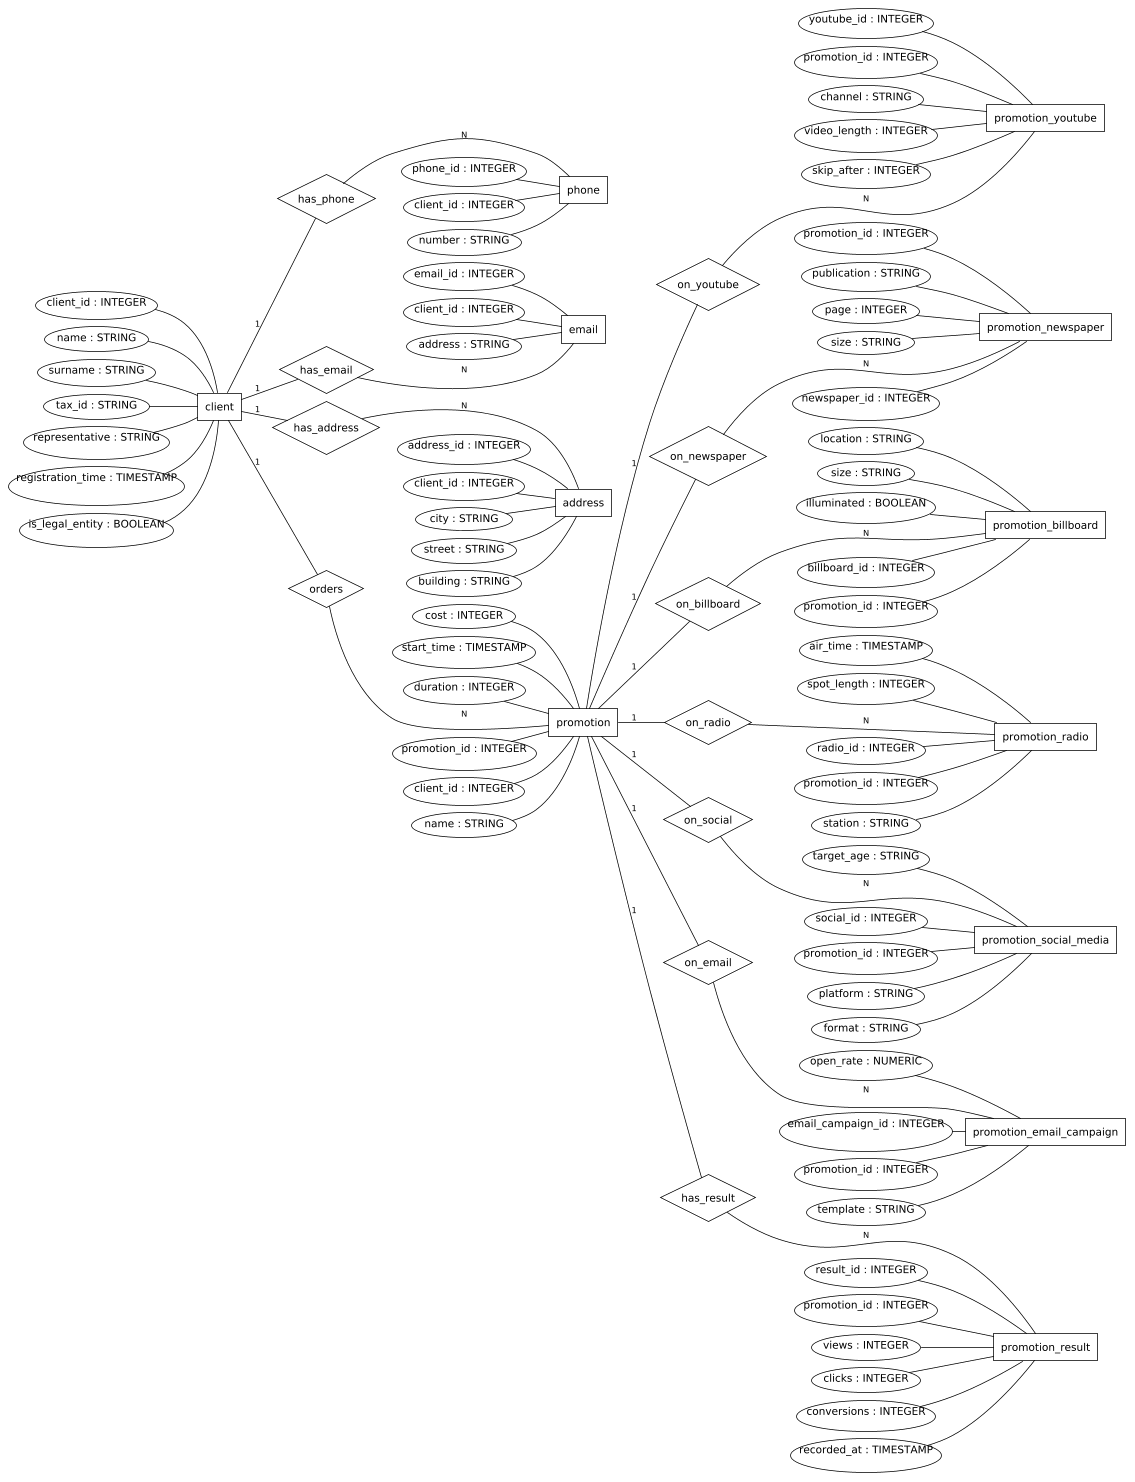 youtube_id : INTEGER
promotion_id : INTEGER
channel : STRING
video_length : INTEGER
skip_after : INTEGER
promotion_youtube
N
has_phone
phone_id : INTEGER
client_id : INTEGER
number : STRING
phone
N
on_youtube
promotion_id : INTEGER
publication : STRING
page : INTEGER
size : STRING
newspaper_id : INTEGER
promotion_newspaper
N
email_id : INTEGER
client_id : INTEGER
address : STRING
email
client_id : INTEGER
name : STRING
surname : STRING
tax_id : STRING
representative : STRING
registration_time : TIMESTAMP
is_legal_entity : BOOLEAN
client
1
1
1
1
has_email
N
has_address
N
address_id : INTEGER
client_id : INTEGER
city : STRING
street : STRING
building : STRING
address
on_newspaper
1
location : STRING
size : STRING
illuminated : BOOLEAN
N
billboard_id : INTEGER
promotion_id : INTEGER
promotion_billboard
orders
on_billboard
1
1
cost : INTEGER
start_time : TIMESTAMP
duration : INTEGER
N
promotion_id : INTEGER
client_id : INTEGER
name : STRING
promotion
1
on_radio
air_time : TIMESTAMP
spot_length : INTEGER
N
radio_id : INTEGER
promotion_id : INTEGER
station : STRING
promotion_radio
1
on_social
1
target_age : STRING
N
social_id : INTEGER
promotion_id : INTEGER
platform : STRING
format : STRING
promotion_social_media
1
on_email
open_rate : NUMERIC
N
email_campaign_id : INTEGER
promotion_id : INTEGER
template : STRING
promotion_email_campaign
has_result
N
result_id : INTEGER
promotion_id : INTEGER
views : INTEGER
clicks : INTEGER
conversions : INTEGER
recorded_at : TIMESTAMP
promotion_result